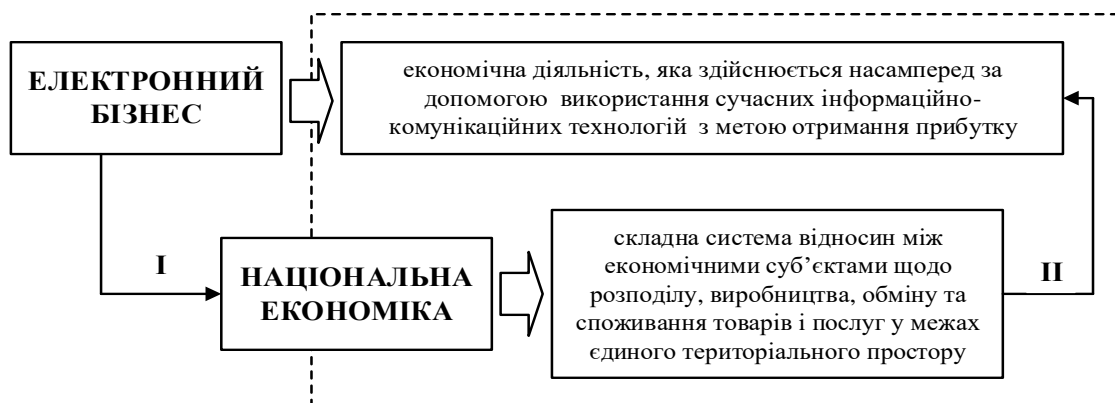 ЕЛЕКТРОННИЙ
БІЗНЕС
економічна діяльність, яка здійснюється насамперед за
допомогою використання сучасних інформаційно-
комунікаційних технологій з метою отримання прибутку
І
НАЦІОНАЛЬНА
ЕКОНОМІКА
складна система відносин між
економічними суб’єктами щодо
розподілу, виробництва, обміну та
споживання товарів і послуг у межах
єдиного територіального простору
ІІ